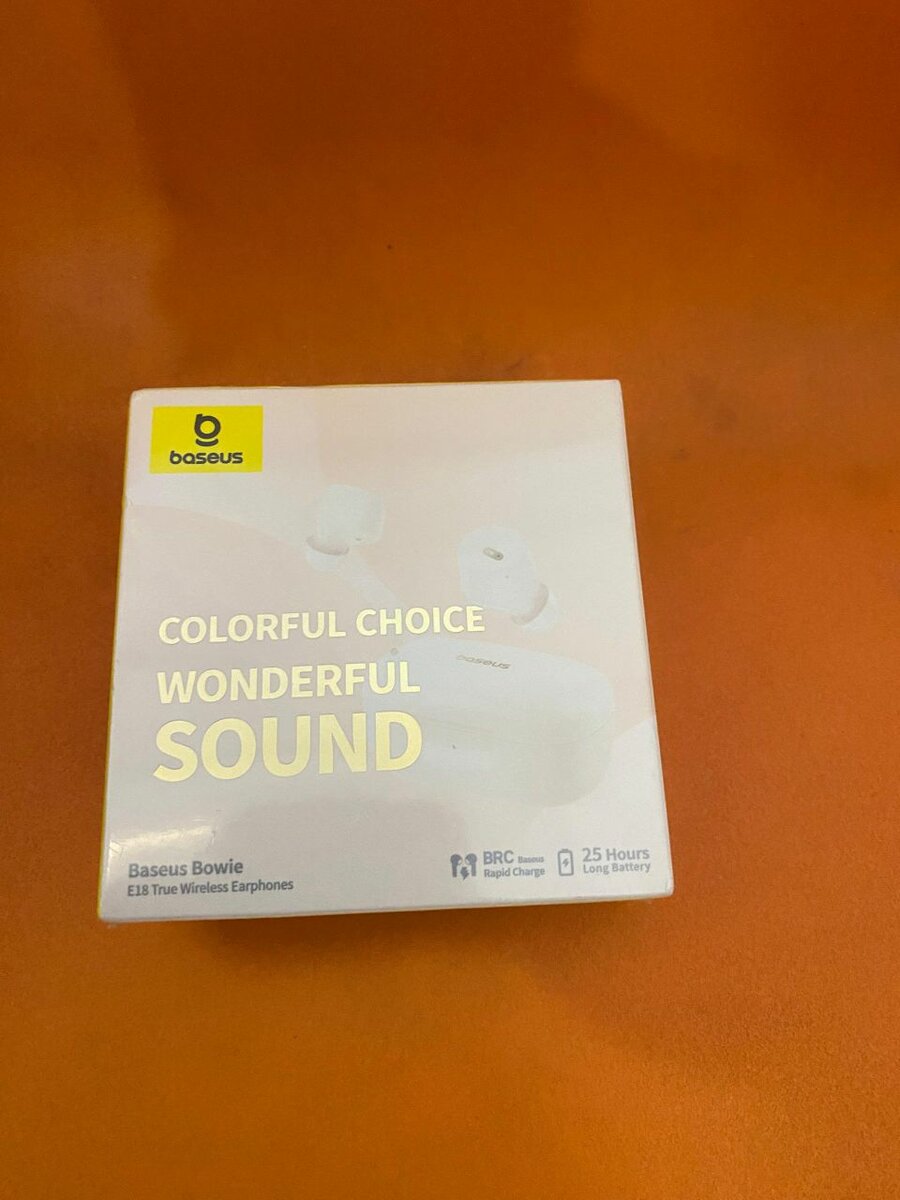 baseus
COLORFUL CHOICE
WONDERFUL
SOUND
baseus
Baseus Bowie
E18 True Wireless Earphones
BRC Baseus
Rapid Charge
25 Hours
Long Battery